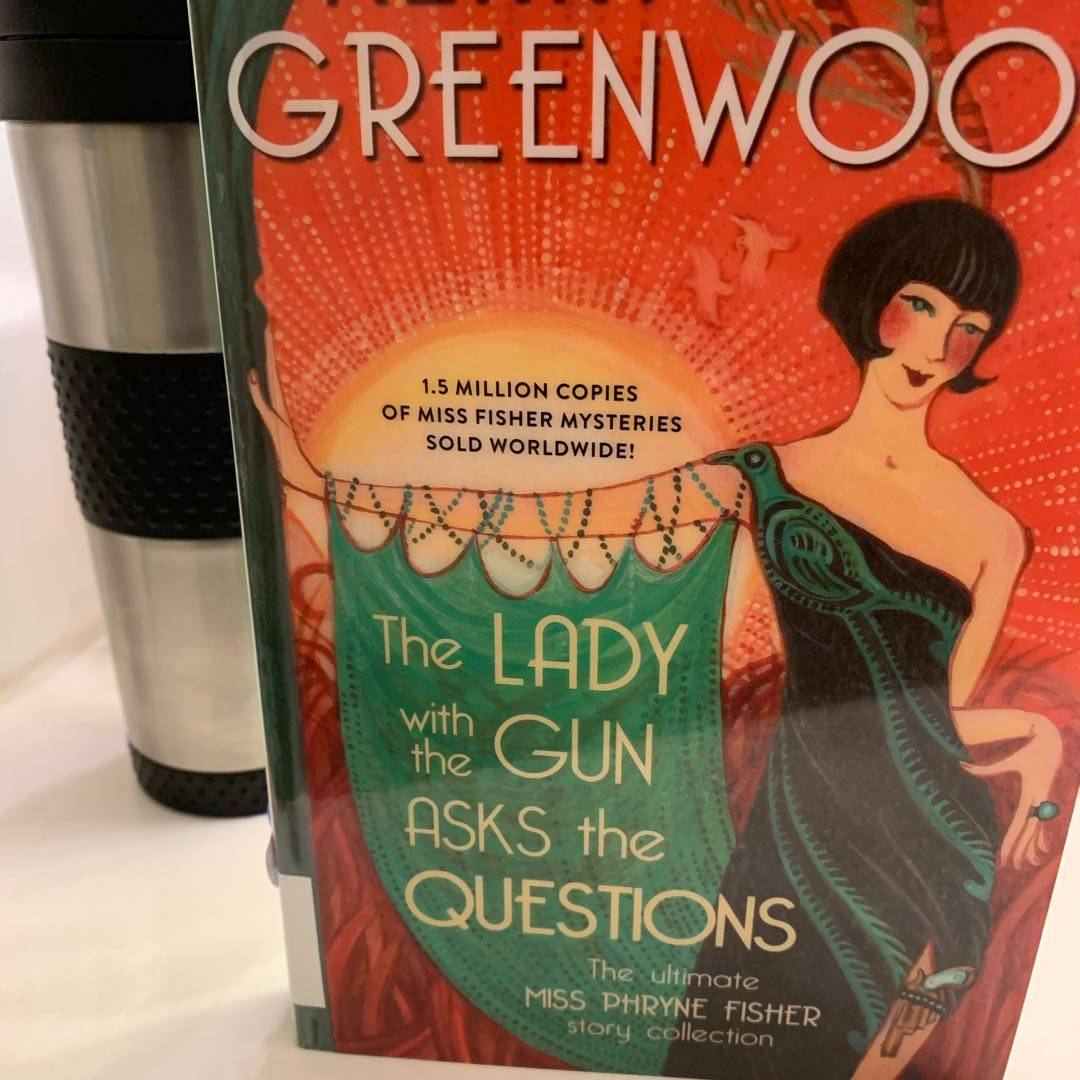 GREENWOO
1.5 MILLION COPIES
OF MISS FISHER MYSTERIES
SOLD WORLDWIDE!
The LADY
with
the GUN
ASKS the
QUESTIONS
The ultimate
MISS PHRYNE FISHER
story collection